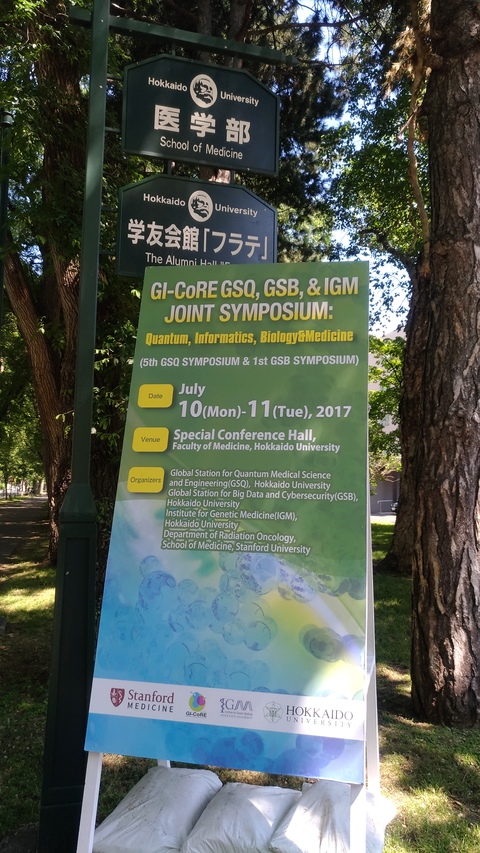 Hokkaido University
医学部
School of Medicine
Hokkaido University
学友会館「フラテ」
The Alumni Hall
GI-CoRE GSQ, GSB, & IGM
JOINT SYMPOSIUM:
Quantum, Informatics, Biology&Medicine
(5th GSQ SYMPOSIUM & 1st GSB SYMPOSIUM)
Date
July
10(Mon)-11(Tue), 2017
Venue
Special Conference Hall,
Faculty of Medicine, Hokkaido University
Organizers
Global Station for Quantum Medical Science
and Engineering(GSQ), Hokkaido University
Global Station for Big Data and Cybersecurity(GSB),
Hokkaido University
Institute for Genetic Medicine(IGM),
Hokkaido University
Department of Radiation Oncology,
School of Medicine, Stanford University
Stanford
MEDICINE
GI-CoRE
IGM
HOKKAIDO
UNIVERSITY